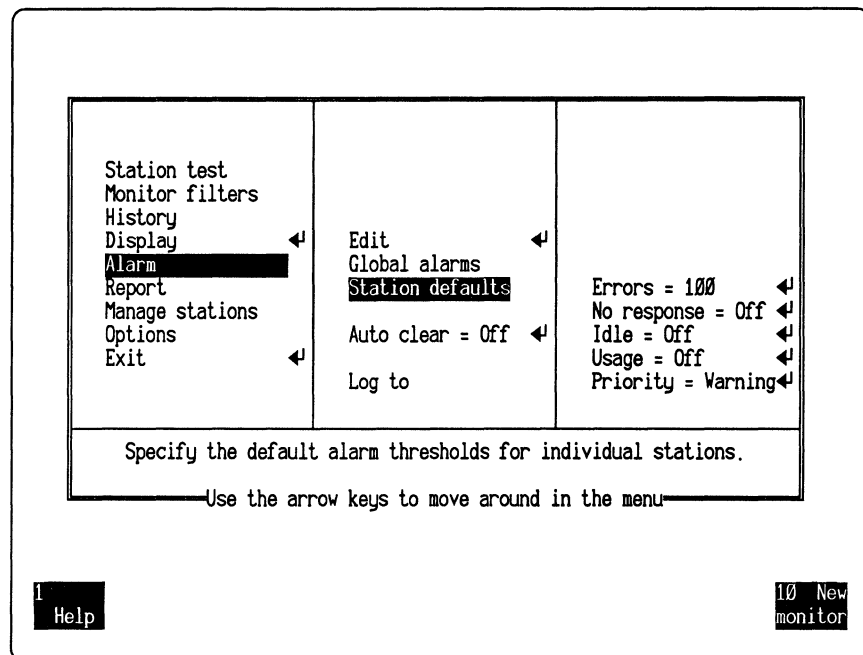 Station test
Monitor filters
History
Display ↵
Alarm
Report
Manage stations
Options
Exit ↵
Edit ↵
Global alarms
Station defaults
Auto clear = Off ↵
Log to
Errors = 100 ↵
No response = Off ↵
Idle = Off ↵
Usage = Off ↵
Priority = Warning↵
Specify the default alarm thresholds for individual stations.
Use the arrow keys to move around in the menu
1
Help
10 New
monitor